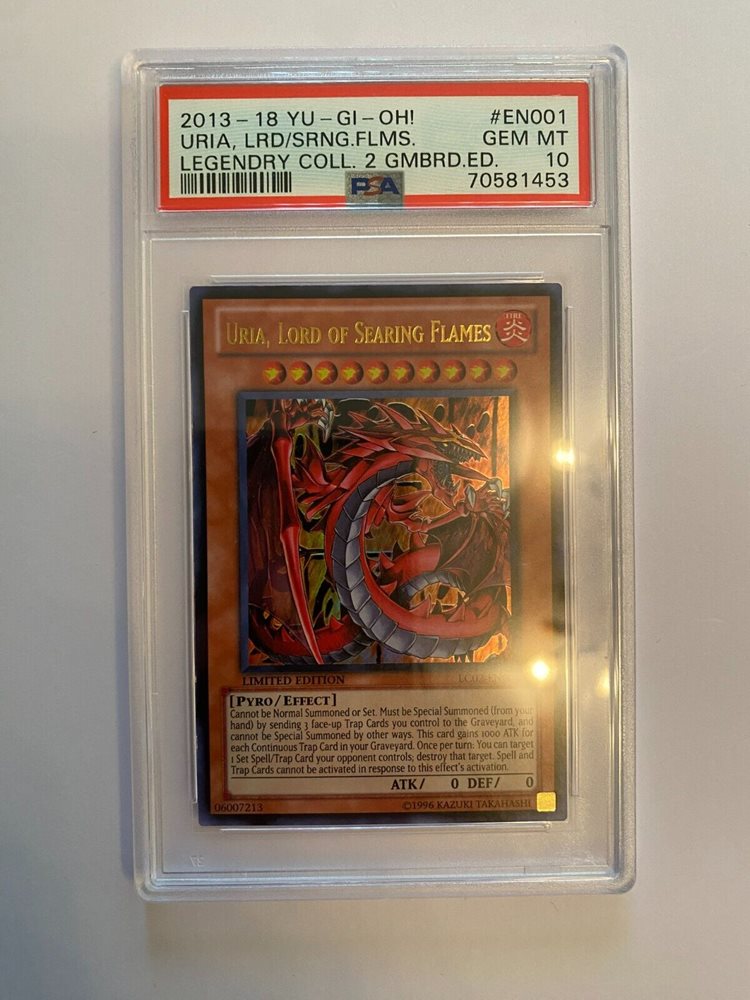 2013-18 YU-GI-OH! #EN001
URIA, LRD/SRNG.FLMS. GEM MT
LEGENDRY COLL. 2 GMBRD.ED. 10
PSA 70581453
URIA, LORD OF SEARING FLAMES FIRE 炎
LIMITED EDITION
[PYRO/EFFECT]
Cannot be Normal Summoned or Set. Must be Special Summoned (from your
hand) by sending 3 face-up Trap Cards you control to the Graveyard, and
cannot be Special Summoned by other ways. This card gains 1000 ATK for
each Continuous Trap Card in your Graveyard. Once per turn: You can target
1 Set Spell/Trap Card your opponent controls; destroy that target. Spell and
Trap Cards cannot be activated in response to this effect's activation.
ATK/ 0 DEF/ 0
06007213 ©1996 KAZUKI TAKAHASHI